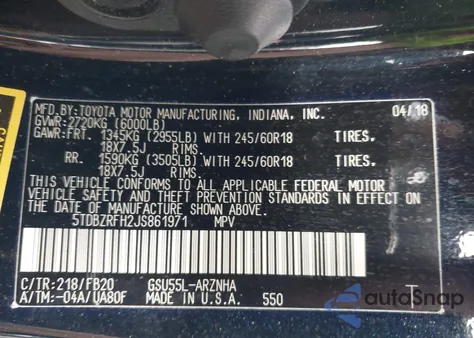 MFD. BY: TOYOTA MOTOR MANUFACTURING, INDIANA, INC. 04/18
GVWR: 2720KG (6000LB)
GAWR: FRT. 1345KG (2955LB) WITH 245/60R18 TIRES.
18X7.5J RIMS.
RR. 1590KG (3505LB) WITH 245/60R18 TIRES.
18X7.5J RIMS.
THIS VEHICLE CONFORMS TO ALL APPLICABLE FEDERAL MOTOR
VEHICLE SAFETY AND THEFT PREVENTION STANDARDS IN EFFECT
ON THE DATE OF MANUFACTURE SHOWN ABOVE.
5TDBZRFH2JS861971 MPV
C/TR: 218/FB20 GSU55L-ARZNHA T
A/TM: -04A/UA80F MADE IN U.S.A. 550
autoSnap